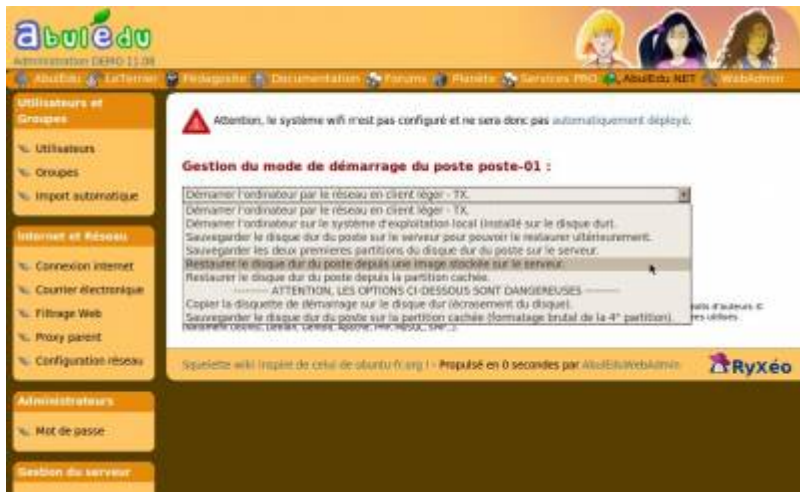 abulédu
Administration DEMO 11.08
AbulEdu LeTerrier Pédagosite Documentation Forums Planète Services PRO AbulEdu NET WebAdmin
Utilisateurs et
Groupes
Utilisateurs
Groupes
Import automatique
Internet et Réseau
Connexion internet
Courrier électronique
Filtrage Web
Proxy parent
Configuration réseau
Administrateurs
Mot de passe
Gestion du serveur
Attention, le système wifi n'est pas configuré et ne sera donc pas automatiquement déployé.
Gestion du mode de démarrage du poste poste-01 :
Démarrer l'ordinateur par le réseau en client léger - TX.
Démarrer l'ordinateur par le réseau en client léger - TX.
Démarrer l'ordinateur sur le système d'exploitation local (installé sur le disque dur).
Sauvegarder le disque dur du poste sur le serveur pour pouvoir le restaurer ultérieurement.
Sauvegarder les deux premieres partitions du disque dur du poste sur le serveur.
Restaurer le disque dur du poste depuis une image stockée sur le serveur.
Restaurer le disque dur du poste depuis la partition cachée.
-------- ATTENTION, LES OPTIONS CI-DESSOUS SONT DANGEREUSES --------
Copier la disquette de démarrage sur le disque dur (écrasement du disque).
Sauvegarder le disque dur du poste sur la partition cachée (formatage brutal de la 4° partition).
d'auteurs ©
utilisés
Squelette wiki inspiré de celui de ubuntu-fr.org ! - Propulsé en 0 secondes par AbulEduWebAdmin
RyXéo